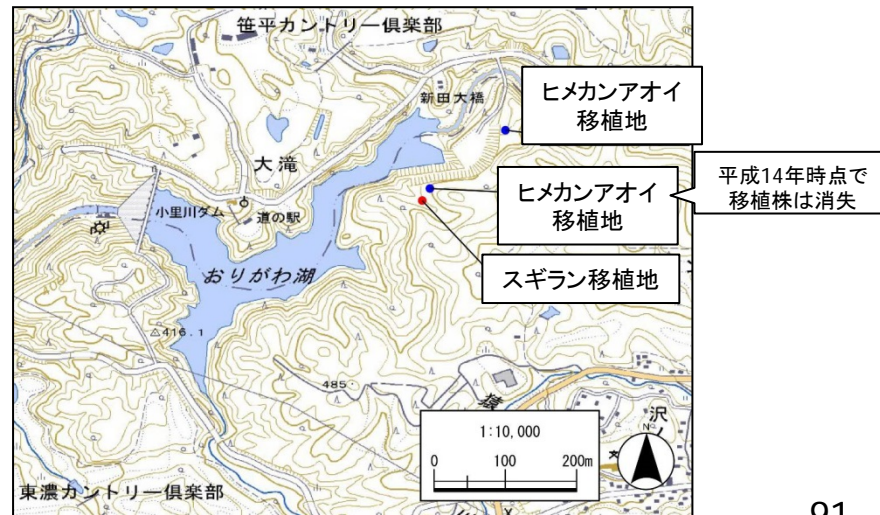 笹平カントリー倶楽部
新田大橋
ヒメカンアオイ
移植地
大滝
ヒメカンアオイ
移植地
平成14年時点で
移植株は消失
小里川ダム
道の駅
スギラン移植地
おりがわ湖
△416.1
485
猿
1:10,000
0 100 200m
沢
N
文
東濃カントリー倶楽部
91